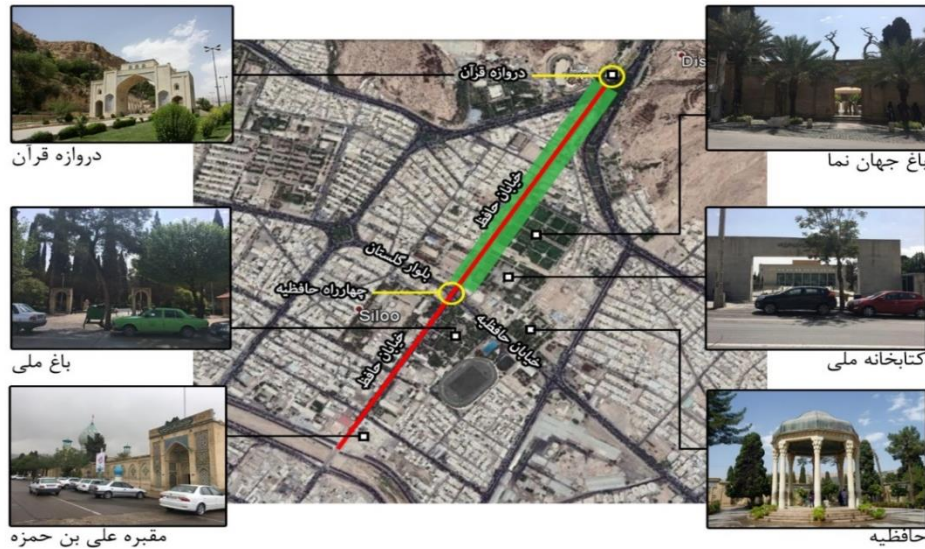 دروازه قرآن
باغ جهان نما
باغ ملی
کتابخانه ملی
مقبره علی بن حمزه
حافظیه
دروازه قرآن
Dis
خیابان حافظ
بلوار گلستان
چهارراه حافظیه
Siloo
خیابان حافظیه
خیابان حافظ